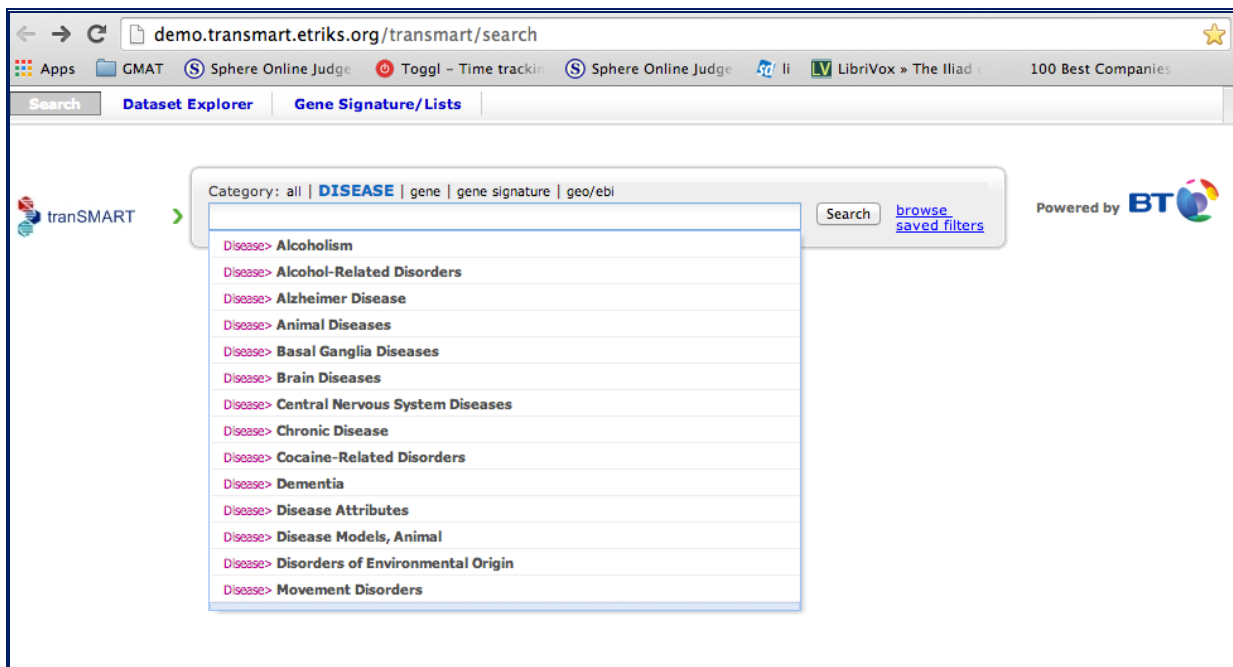 demo.transmart.etriks.org/transmart/search
Apps GMAT Sphere Online Judge Toggl - Time trackin Sphere Online Judge li LibriVox » The Iliad 100 Best Companies
Search Dataset Explorer Gene Signature/Lists
Category: all | DISEASE | gene | gene signature | geo/ebi
tranSMART Search browse saved filters Powered by BT
Disease> Alcoholism
Disease> Alcohol-Related Disorders
Disease> Alzheimer Disease
Disease> Animal Diseases
Disease> Basal Ganglia Diseases
Disease> Brain Diseases
Disease> Central Nervous System Diseases
Disease> Chronic Disease
Disease> Cocaine-Related Disorders
Disease> Dementia
Disease> Disease Attributes
Disease> Disease Models, Animal
Disease> Disorders of Environmental Origin
Disease> Movement Disorders